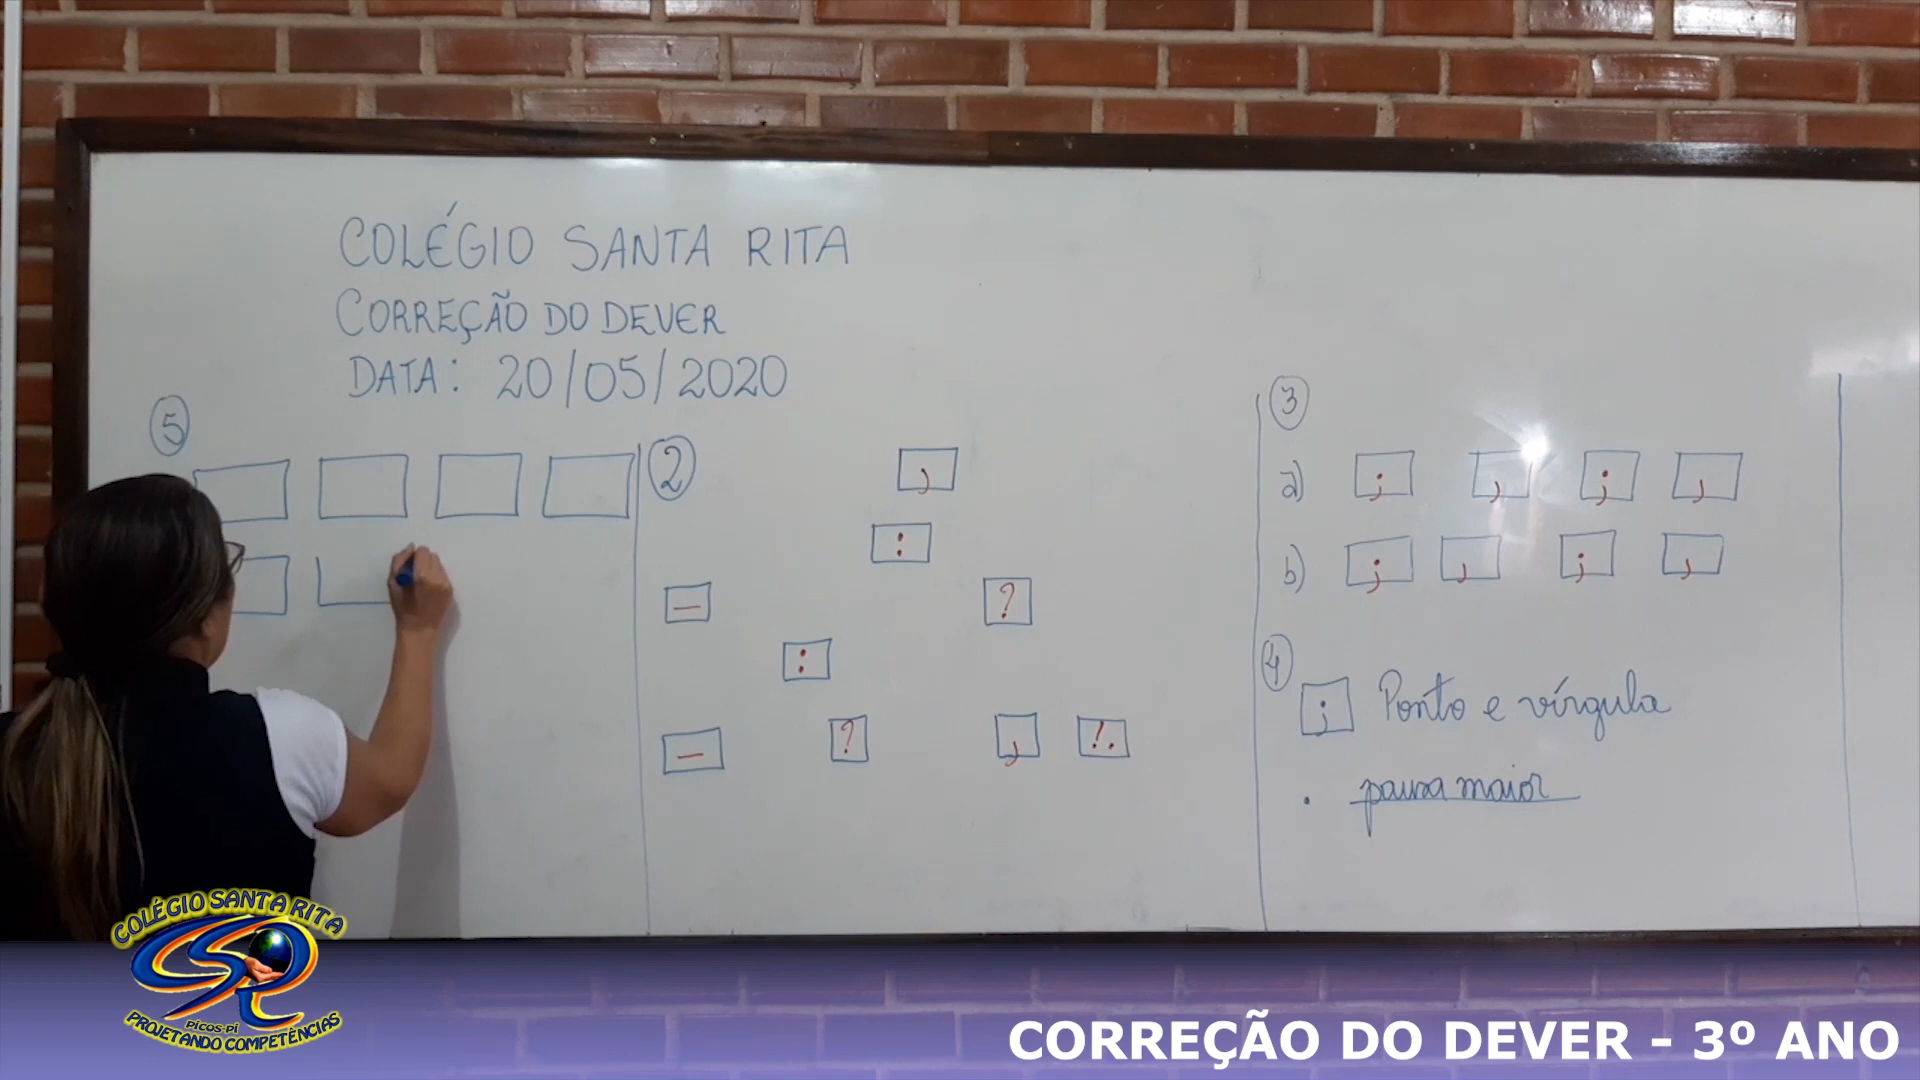 COLÉGIO SANTA RITA
CORREÇÃO DO DEVER
DATA: 20/05/2020
5
2
,
:
— ?
:
— ? , !.
3
a) ; , ; ,
b) ; , ; ,
4
; Ponto e vírgula
. pausa maior
COLÉGIO SANTA RITA
PICOS-PI
PROJETANDO COMPETÊNCIAS
CORREÇÃO DO DEVER - 3º ANO